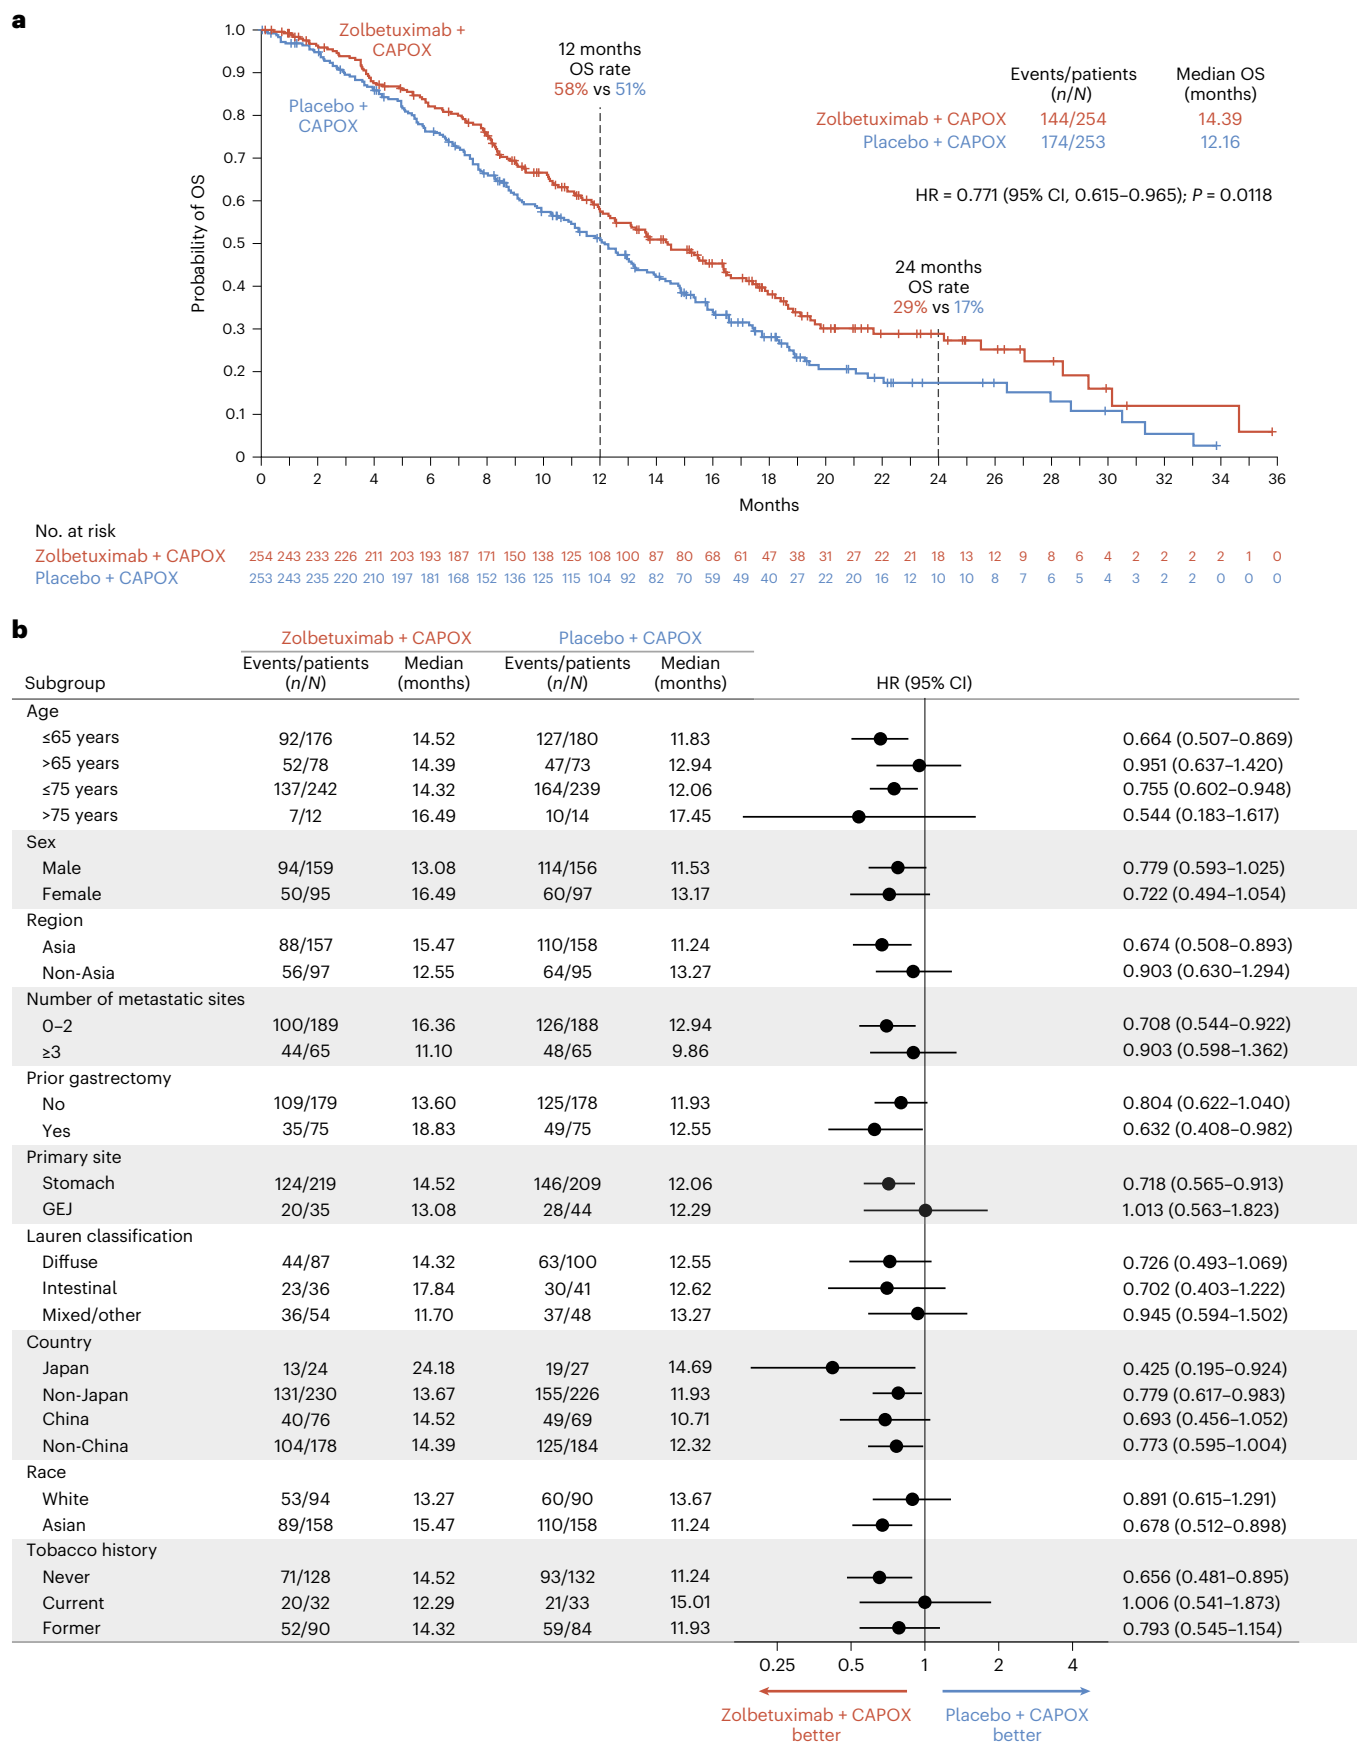 a
1.0
0.9
0.8
0.7
0.6
0.5
0.4
0.3
0.2
0.1
0
Probability of OS
Zolbetuximab +
CAPOX
Placebo +
CAPOX
12 months
OS rate
58% vs 51%
24 months
OS rate
29% vs 17%
Events/patients Median OS
(n/N) (months)
Zolbetuximab + CAPOX 144/254 14.39
Placebo + CAPOX 174/253 12.16
HR = 0.771 (95% CI, 0.615–0.965); P = 0.0118
0 2 4 6 8 10 12 14 16 18 20 22 24 26 28 30 32 34 36
Months
No. at risk
Zolbetuximab + CAPOX 254 243 233 226 211 203 193 187 171 150 138 125 108 100 87 80 68 61 47 38 31 27 22 21 18 13 12 9 8 6 4 2 2 2 2 1 0
Placebo + CAPOX 253 243 235 220 210 197 181 168 152 136 125 115 104 92 82 70 59 49 40 27 22 20 16 12 10 10 8 7 6 5 4 3 2 2 0 0 0
b
Zolbetuximab + CAPOX Placebo + CAPOX
Events/patients Median Events/patients Median
Subgroup (n/N) (months) (n/N) (months) HR (95% CI)
Age
≤65 years 92/176 14.52 127/180 11.83 0.664 (0.507–0.869)
>65 years 52/78 14.39 47/73 12.94 0.951 (0.637–1.420)
≤75 years 137/242 14.32 164/239 12.06 0.755 (0.602–0.948)
>75 years 7/12 16.49 10/14 17.45 0.544 (0.183–1.617)
Sex
Male 94/159 13.08 114/156 11.53 0.779 (0.593–1.025)
Female 50/95 16.49 60/97 13.17 0.722 (0.494–1.054)
Region
Asia 88/157 15.47 110/158 11.24 0.674 (0.508–0.893)
Non-Asia 56/97 12.55 64/95 13.27 0.903 (0.630–1.294)
Number of metastatic sites
0–2 100/189 16.36 126/188 12.94 0.708 (0.544–0.922)
≥3 44/65 11.10 48/65 9.86 0.903 (0.598–1.362)
Prior gastrectomy
No 109/179 13.60 125/178 11.93 0.804 (0.622–1.040)
Yes 35/75 18.83 49/75 12.55 0.632 (0.408–0.982)
Primary site
Stomach 124/219 14.52 146/209 12.06 0.718 (0.565–0.913)
GEJ 20/35 13.08 28/44 12.29 1.013 (0.563–1.823)
Lauren classification
Diffuse 44/87 14.32 63/100 12.55 0.726 (0.493–1.069)
Intestinal 23/36 17.84 30/41 12.62 0.702 (0.403–1.222)
Mixed/other 36/54 11.70 37/48 13.27 0.945 (0.594–1.502)
Country
Japan 13/24 24.18 19/27 14.69 0.425 (0.195–0.924)
Non-Japan 131/230 13.67 155/226 11.93 0.779 (0.617–0.983)
China 40/76 14.52 49/69 10.71 0.693 (0.456–1.052)
Non-China 104/178 14.39 125/184 12.32 0.773 (0.595–1.004)
Race
White 53/94 13.27 60/90 13.67 0.891 (0.615–1.291)
Asian 89/158 15.47 110/158 11.24 0.678 (0.512–0.898)
Tobacco history
Never 71/128 14.52 93/132 11.24 0.656 (0.481–0.895)
Current 20/32 12.29 21/33 15.01 1.006 (0.541–1.873)
Former 52/90 14.32 59/84 11.93 0.793 (0.545–1.154)
0.25 0.5 1 2 4
Zolbetuximab + CAPOX Placebo + CAPOX
better better